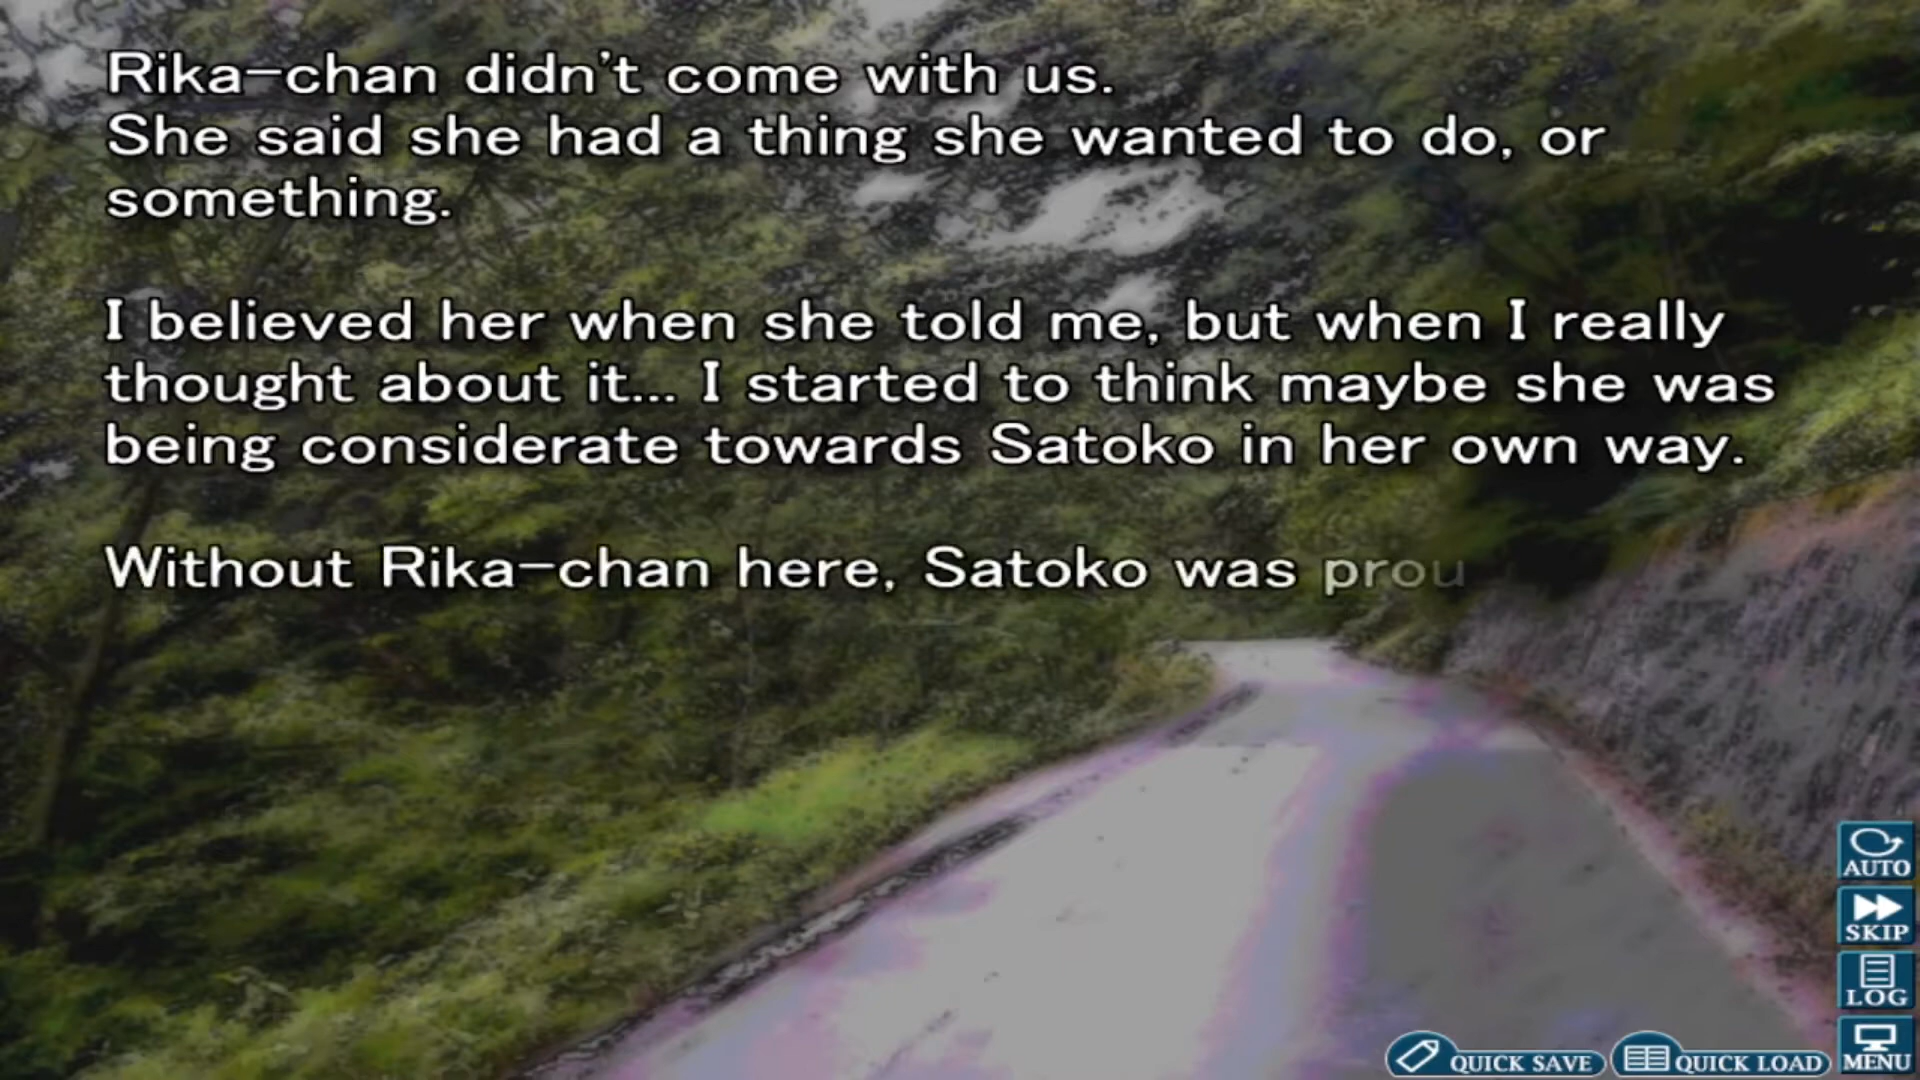 Rika-chan didn't come with us.
She said she had a thing she wanted to do, or
something.
I believed her when she told me, but when I really
thought about it... I started to think maybe she was
being considerate towards Satoko in her own way.
Without Rika-chan here, Satoko was prou
AUTO
SKIP
LOG
MENU
QUICK SAVE
QUICK LOAD